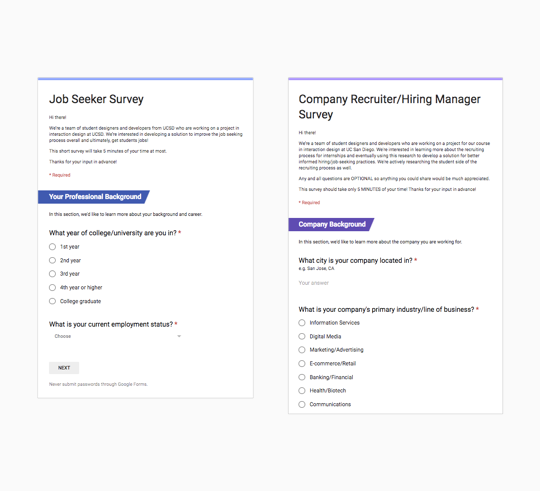 Job Seeker Survey
Hi there!
We're a team of student designers and developers from UCSD who are working on a project in
interaction design at UCSD. We're interested in developing a solution to improve the job seeking
process overall and ultimately, get students jobs!
This short survey will take 5 minutes of your time at most.
Thanks for your input in advance!
* Required
Your Professional Background
In this section, we'd like to learn more about your background and career.
What year of college/university are you in? *
1st year
2nd year
3rd year
4th year or higher
College graduate
What is your current employment status? *
Choose
NEXT
Never submit passwords through Google Forms.
Company Recruiter/Hiring Manager
Survey
Hi there!
We're a team of student designers and developers who are working on a project for our course
in interaction design at UC San Diego. We're interested in learning more about the recruiting
process for internships and eventually using this research to develop a solution for better
informed hiring/job-seeking practices. We're actively researching the student side of the
recruiting process as well.
Any and all questions are OPTIONAL so anything you could share would be much appreciated.
This survey should take only 5 MINUTES of your time! Thanks for your input in advance!
* Required
Company Background
In this section, we'd like to learn more about the company you are working for.
What city is your company located in? *
e.g. San Jose, CA
Your answer
What is your company's primary industry/line of business? *
Information Services
Digital Media
Marketing/Advertising
E-commerce/Retail
Banking/Financial
Health/Biotech
Communications